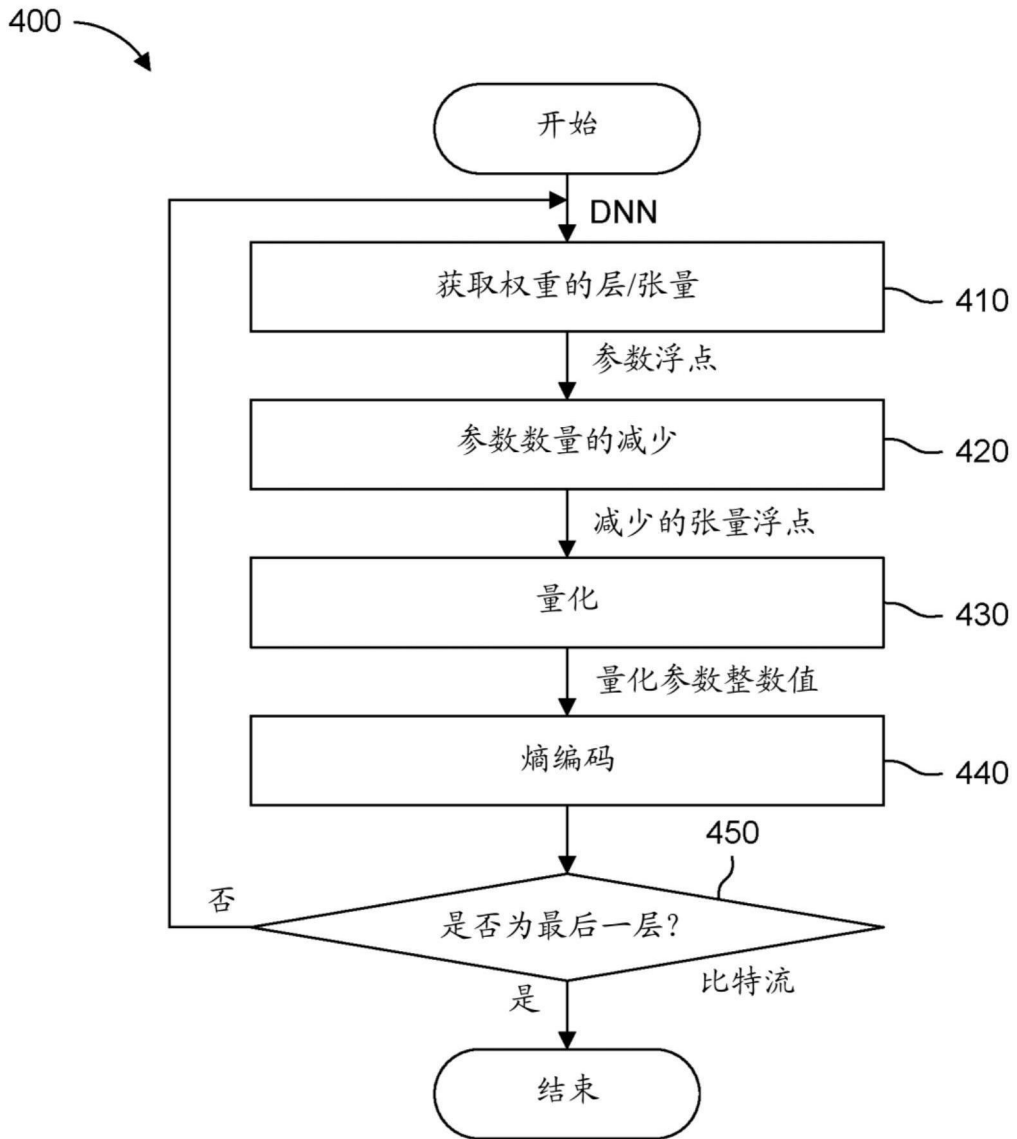 400
开始
DNN
获取权重的层/张量
410
参数浮点
参数数量的减少
420
减少的张量浮点
量化
430
量化参数整数值
熵编码
440
450
否
是否为最后一层?
比特流
是
结束